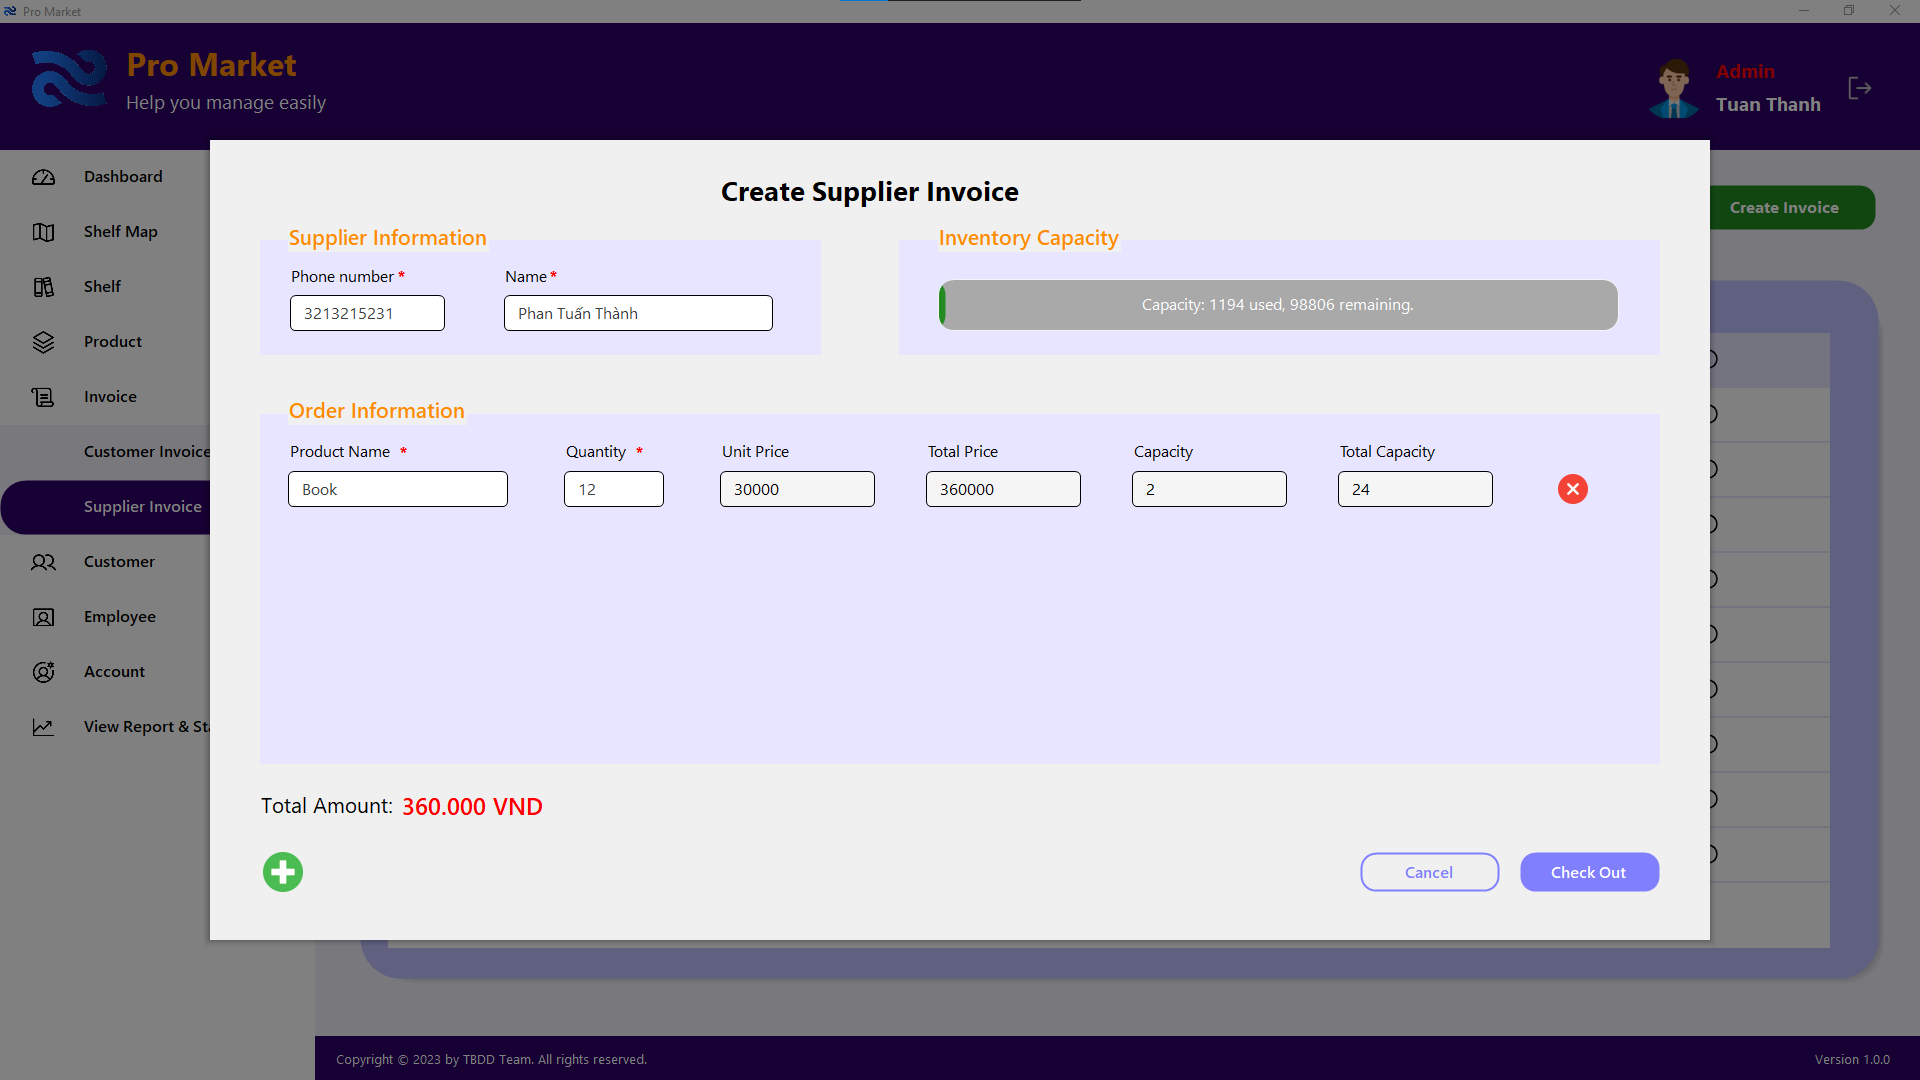 Pro Market
Pro Market
Help you manage easily
Admin
Tuan Thanh
Dashboard
Shelf Map
Shelf
Product
Invoice
Customer Invoice
Supplier Invoice
Customer
Employee
Account
View Report & Sta
Create Invoice
Create Supplier Invoice
Supplier Information
Phone number *
Name *
3213215231
Phan Tuấn Thành
Inventory Capacity
Capacity: 1194 used, 98806 remaining.
Order Information
Product Name * Quantity * Unit Price Total Price Capacity Total Capacity
Book 12 30000 360000 2 24
Total Amount: 360.000 VND
Cancel
Check Out
Copyright © 2023 by TBDD Team. All rights reserved.
Version 1.0.0